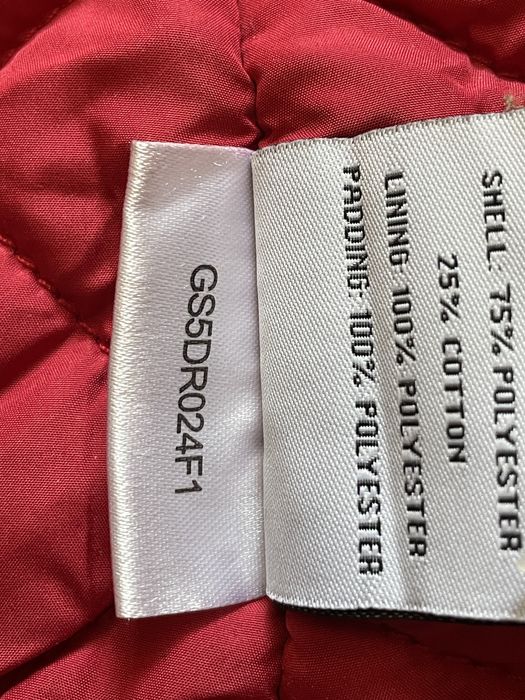 SHELL: 75% POLYESTER
25% COTTON
LINING: 100% POLYESTER
PADDING: 100% POLYESTER
GS5DR024F1